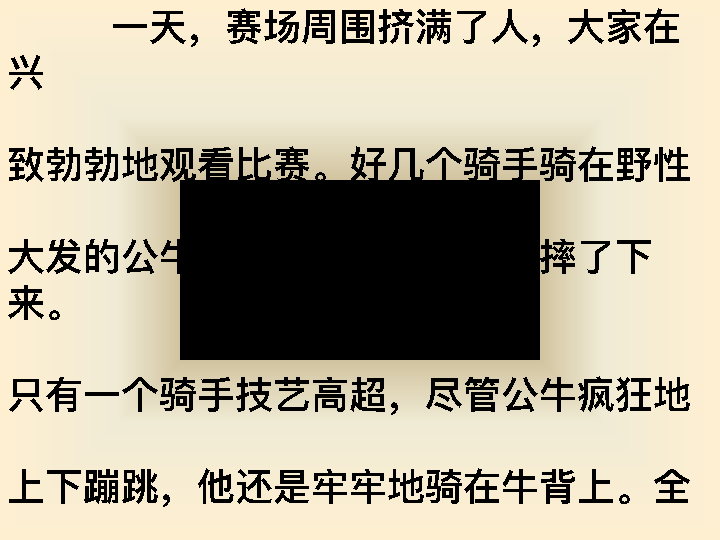 一天，赛场周围挤满了人，大家在
兴
致勃勃地观看比赛。好几个骑手骑在野性
大发的公牛摔了下
来。
只有一个骑手技艺高超，尽管公牛疯狂地
上下蹦跳，他还是牢牢地骑在牛背上。全